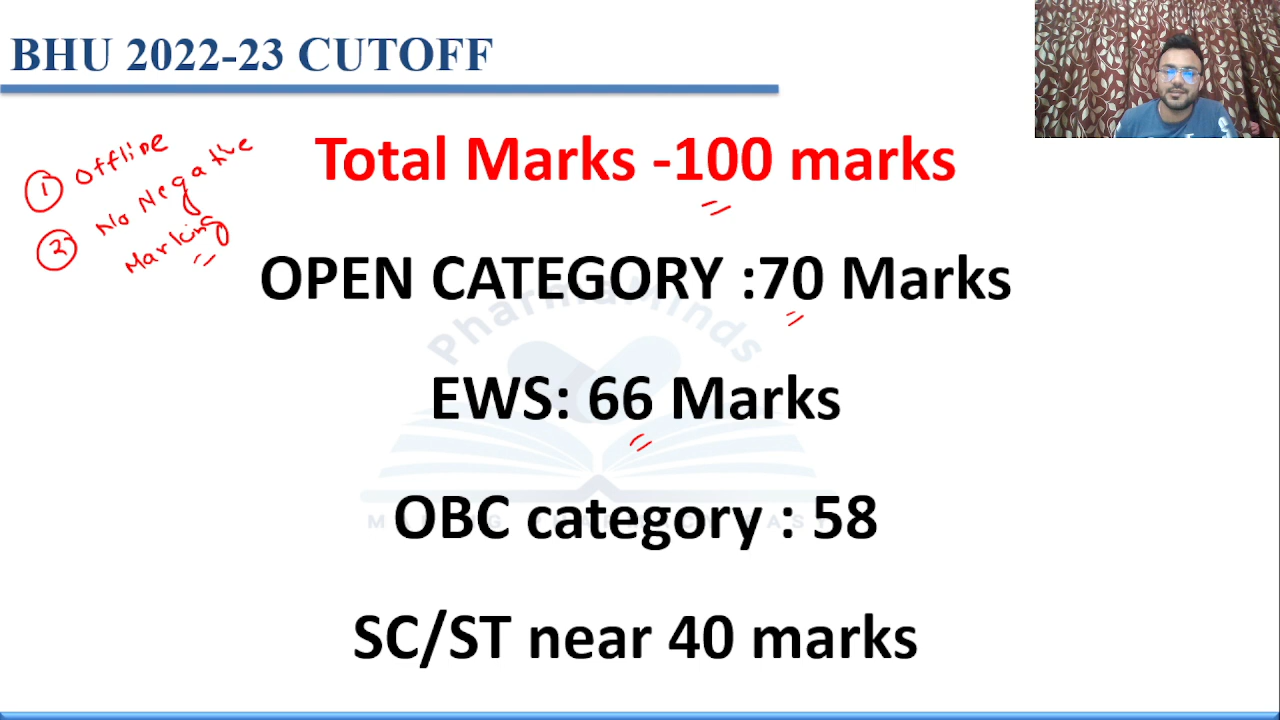 BHU 2022-23 CUTOFF
① Offline
② No Negative
Marking
Total Marks -100 marks
OPEN CATEGORY :70 Marks
PharmaMinds
EWS: 66 Marks
OBC category : 58
SC/ST near 40 marks